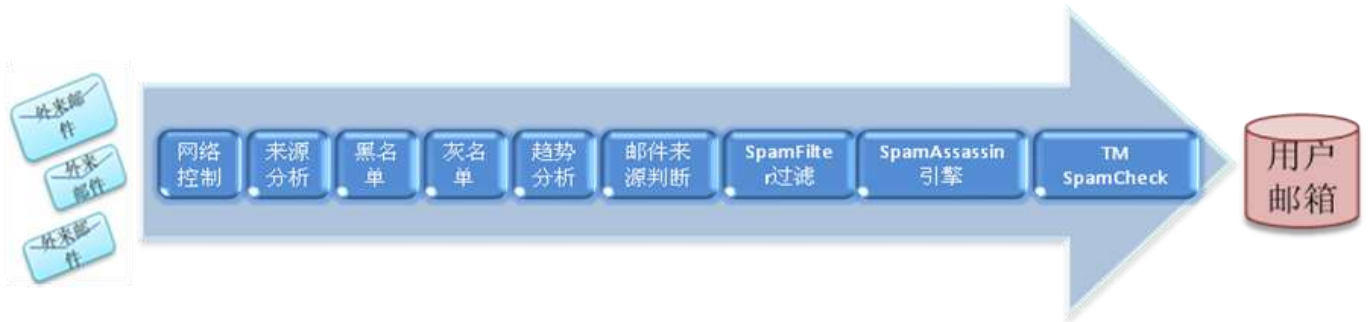 外来邮
件
外来
邮件
外来邮
件
网络
控制
来源
分析
黑名
单
灰名
单
趋势
分析
邮件来
源判断
SpamFilte
r过滤
SpamAssassin
引擎
TM
SpamCheck
用户
邮箱